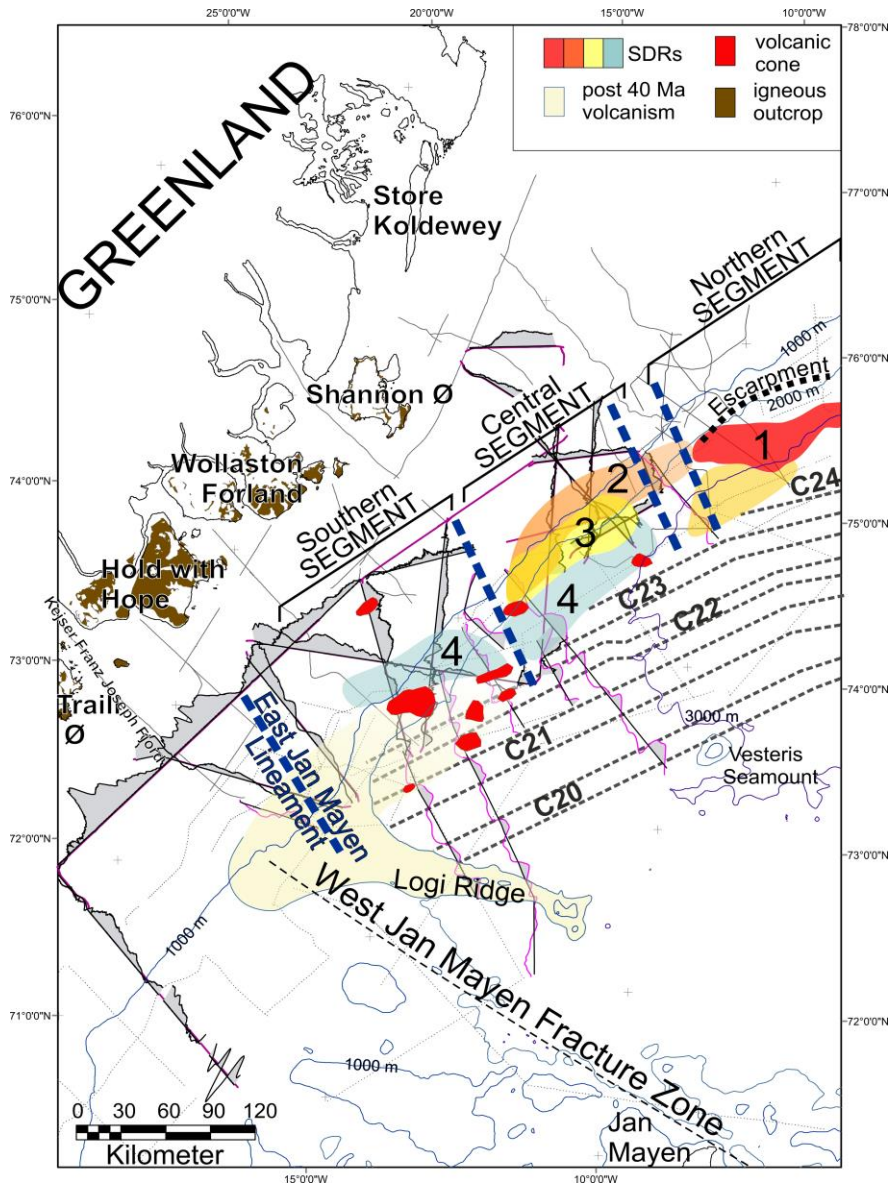 25°0'0"W
20°0'0"W
15°0'0"W
10°0'0"W
78°0'0"N
SDRs
volcanic
cone
post 40 Ma
volcanism
igneous
outcrop
76°0'0"N
77°0'0"N
GREENLAND
Store
Koldewey
75°0'0"N
76°0'0"N
Northern
SEGMENT
1000 m
Escarpment
2000 m
Shannon Ø
Central
SEGMENT
1
2
74°0'0"N
Wollaston
Forland
C24
Southern
SEGMENT
3
75°0'0"N
Hold with
Hope
C23
4
C22
Keiser Franz Joseph Fjord
73°0'0"N
4
74°0'0"N
Traill
Ø
East Jan Mayen
Lineament
C21
3000 m
Vesteris
Seamount
C20
72°0'0"N
73°0'0"N
Logi Ridge
West Jan Mayen Fracture Zone
1000 m
71°0'0"N
72°0'0"N
1000 m
0 30 60 90 120
Kilometer
Jan
Mayen
15°0'0"W
10°0'0"W